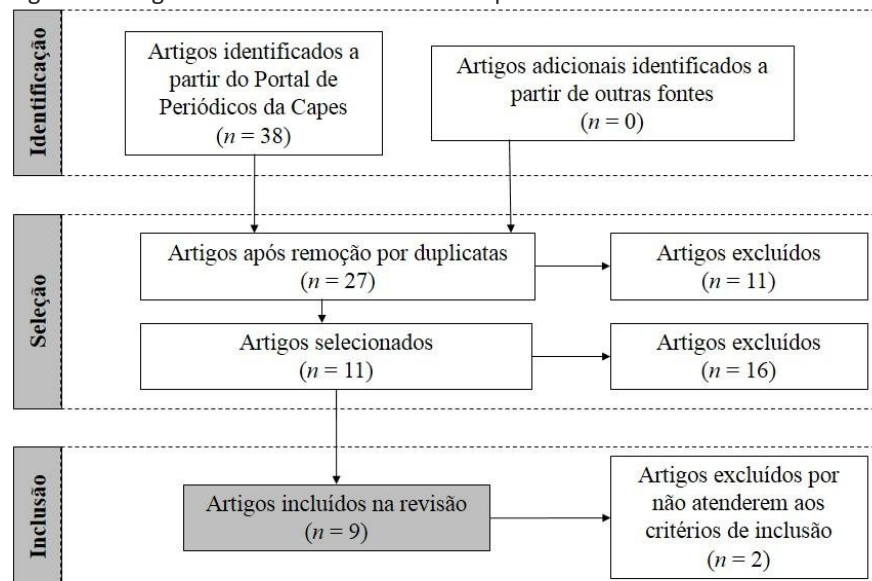 Identificação
Artigos identificados a
partir do Portal de
Periódicos da Capes
(n = 38)
Artigos adicionais identificados a
partir de outras fontes
(n = 0)
Seleção
Artigos após remoção por duplicatas
(n = 27)
Artigos excluídos
(n = 11)
Artigos selecionados
(n = 11)
Artigos excluídos
(n = 16)
Inclusão
Artigos incluídos na revisão
(n = 9)
Artigos excluídos por
não atenderem aos
critérios de inclusão
(n = 2)